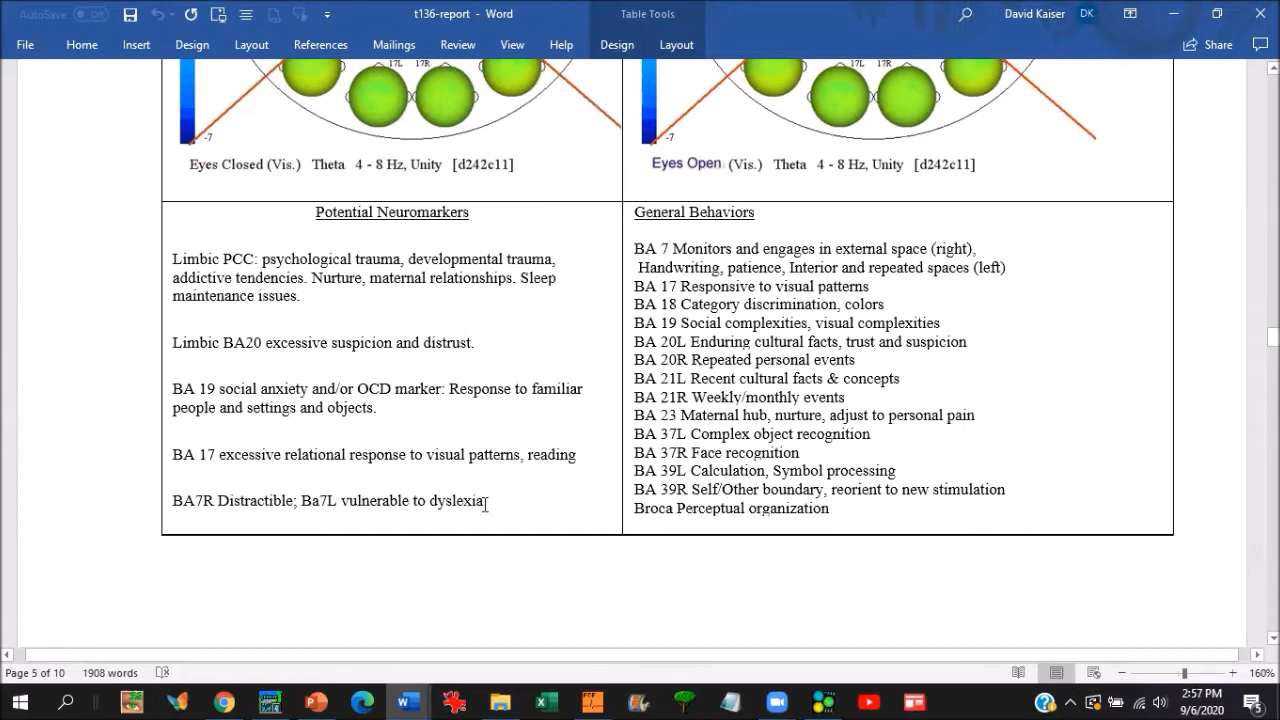 AutoSave Off
t136-report - Word
Table Tools
David Kaiser DK
File Home Insert Design Layout References Mailings Review View Help Design Layout Share
17L 17R
17L 17R
-7
-7
Eyes Closed (Vis.) Theta 4 - 8 Hz, Unity [d242c11]
Eyes Open (Vis.) Theta 4 - 8 Hz, Unity [d242c11]
Potential Neuromarkers
Limbic PCC: psychological trauma, developmental trauma,
addictive tendencies. Nurture, maternal relationships. Sleep
maintenance issues.
Limbic BA20 excessive suspicion and distrust.
BA 19 social anxiety and/or OCD marker: Response to familiar
people and settings and objects.
BA 17 excessive relational response to visual patterns, reading
BA7R Distractible; Ba7L vulnerable to dyslexia
General Behaviors
BA 7 Monitors and engages in external space (right),
Handwriting, patience, Interior and repeated spaces (left)
BA 17 Responsive to visual patterns
BA 18 Category discrimination, colors
BA 19 Social complexities, visual complexities
BA 20L Enduring cultural facts, trust and suspicion
BA 20R Repeated personal events
BA 21L Recent cultural facts & concepts
BA 21R Weekly/monthly events
BA 23 Maternal hub, nurture, adjust to personal pain
BA 37L Complex object recognition
BA 37R Face recognition
BA 39L Calculation, Symbol processing
BA 39R Self/Other boundary, reorient to new stimulation
Broca Perceptual organization
Page 5 of 10 1908 words
160%
2:57 PM
9/6/2020
5